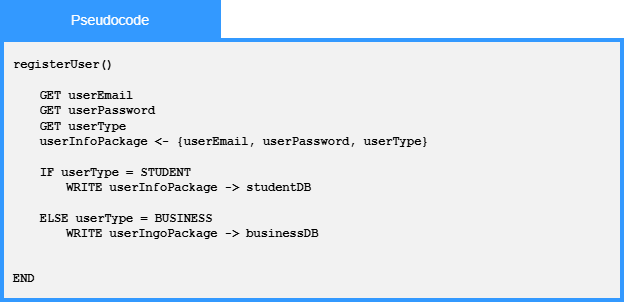 Pseudocode
registerUser()
GET userEmail
GET userPassword
GET userType
userInfoPackage <- {userEmail, userPassword, userType}
IF userType = STUDENT
WRITE userInfoPackage -> studentDB
ELSE userType = BUSINESS
WRITE userIngoPackage -> businessDB
END